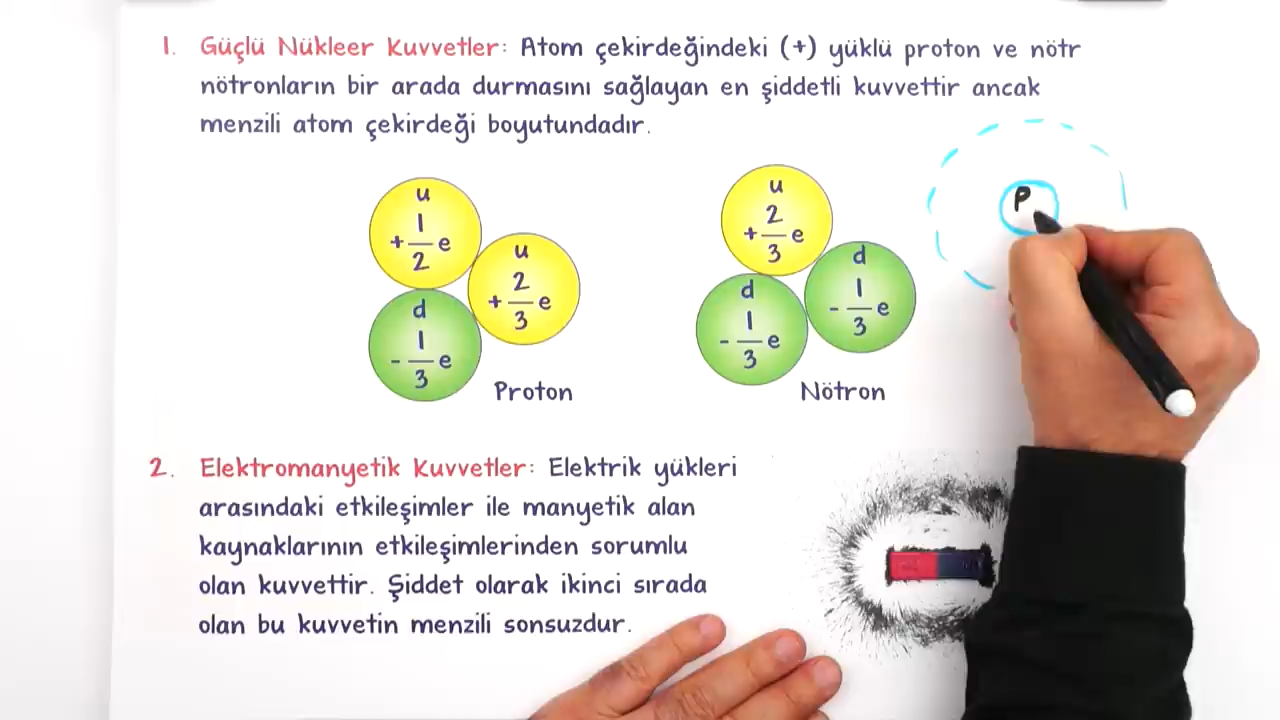 1. Güçlü Nükleer Kuvvetler: Atom çekirdeğindeki (+) yüklü proton ve nötr
nötronların bir arada durmasını sağlayan en şiddetli kuvvettir ancak
menzili atom çekirdeği boyutundadır.
u
+1/2 e
u
+2/3 e
d
-1/3 e
Proton
u
+2/3 e
d
-1/3 e
d
-1/3 e
Nötron
P
2. Elektromanyetik Kuvvetler: Elektrik yükleri
arasındaki etkileşimler ile manyetik alan
kaynaklarının etkileşimlerinden sorumlu
olan kuvvettir. Şiddet olarak ikinci sırada
olan bu kuvvetin menzili sonsuzdur.